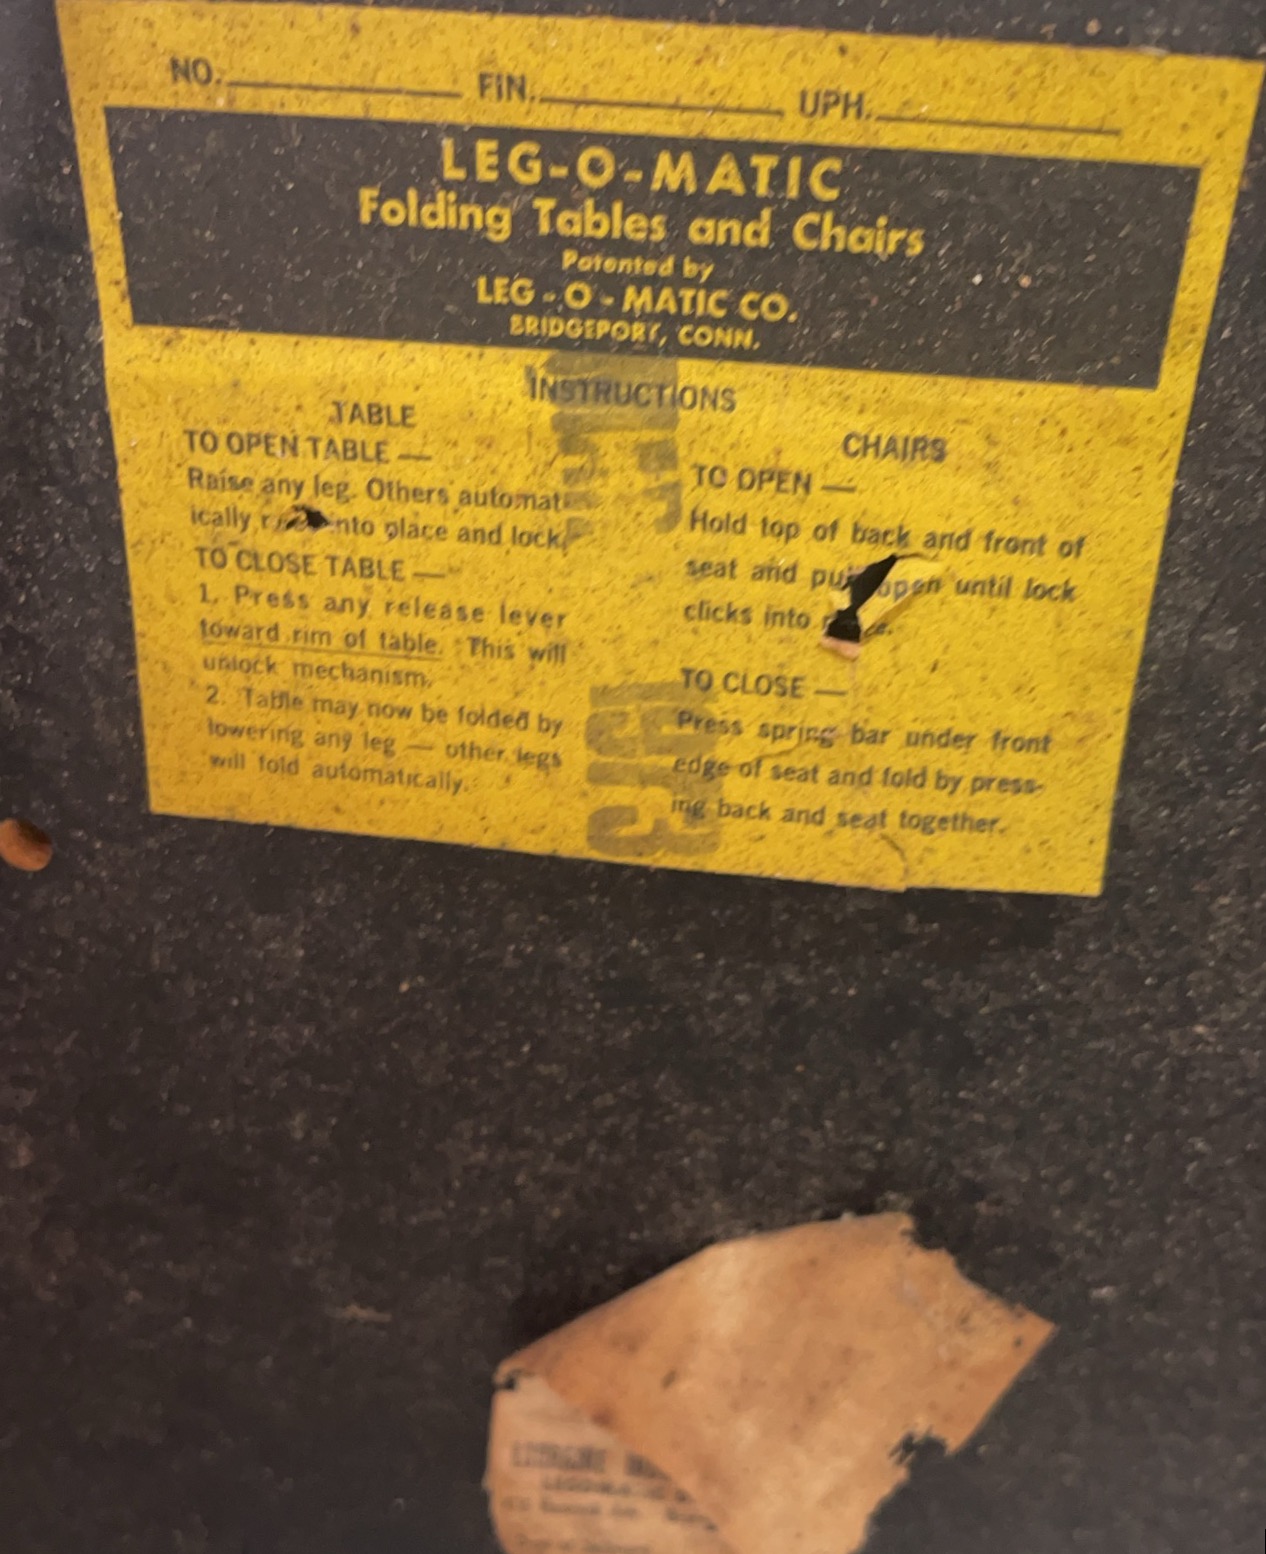 NO. FIN. UPH.
LEG-O-MATIC
Folding Tables and Chairs
Patented by
LEG-O-MATIC CO.
BRIDGEPORT, CONN.
INSTRUCTIONS
TABLE
TO OPEN TABLE —
Raise any leg. Others automat-
ically into place and lock.
TO CLOSE TABLE —
1. Press any release lever
toward rim of table. This will
unlock mechanism.
2. Table may now be folded by
lowering any leg — other legs
will fold automatically.
CHAIRS
TO OPEN —
Hold top of back and front of
seat and open until lock
clicks into
TO CLOSE —
Press spring bar under front
edge of seat and fold by press-
ing back and seat together.